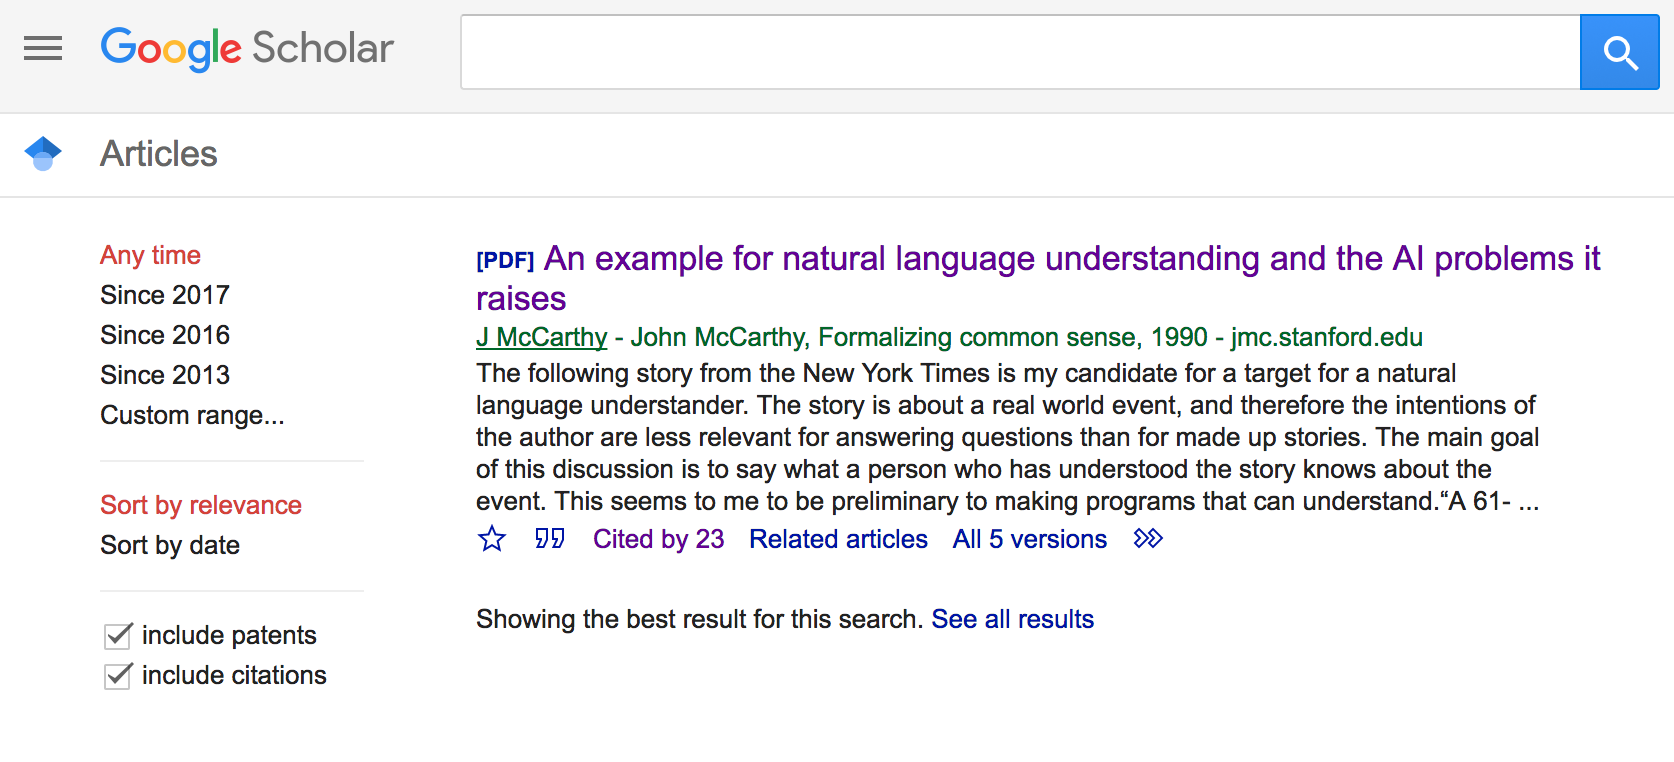 Google Scholar
Articles
Any time
Since 2017
Since 2016
Since 2013
Custom range...
Sort by relevance
Sort by date
include patents
include citations
[PDF] An example for natural language understanding and the AI problems it
raises
J McCarthy - John McCarthy, Formalizing common sense, 1990 - jmc.stanford.edu
The following story from the New York Times is my candidate for a target for a natural
language understander. The story is about a real world event, and therefore the intentions of
the author are less relevant for answering questions than for made up stories. The main goal
of this discussion is to say what a person who has understood the story knows about the
event. This seems to me to be preliminary to making programs that can understand.“A 61- ...
Cited by 23 Related articles All 5 versions
Showing the best result for this search. See all results